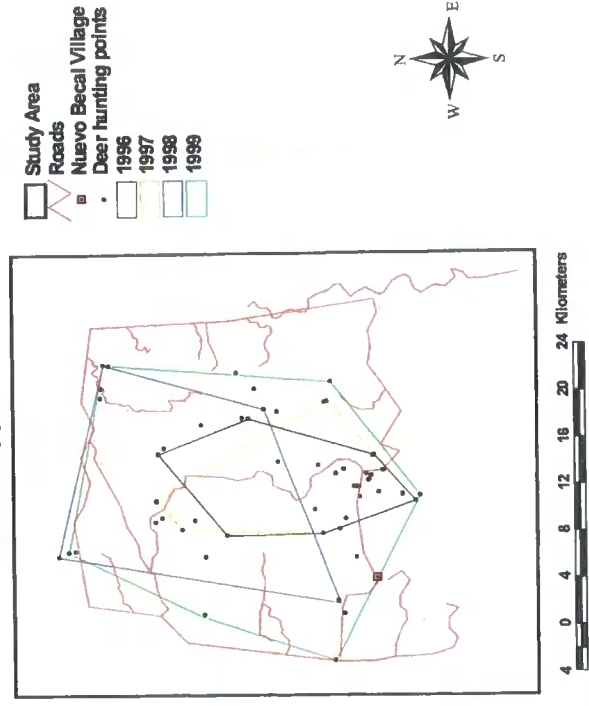 Study Area
Roads
Nuevo Becal Village
Deer hunting points
1996
1997
1998
1999
N
W
E
S
4 0 4 8 12 16 20 24 Kilometers